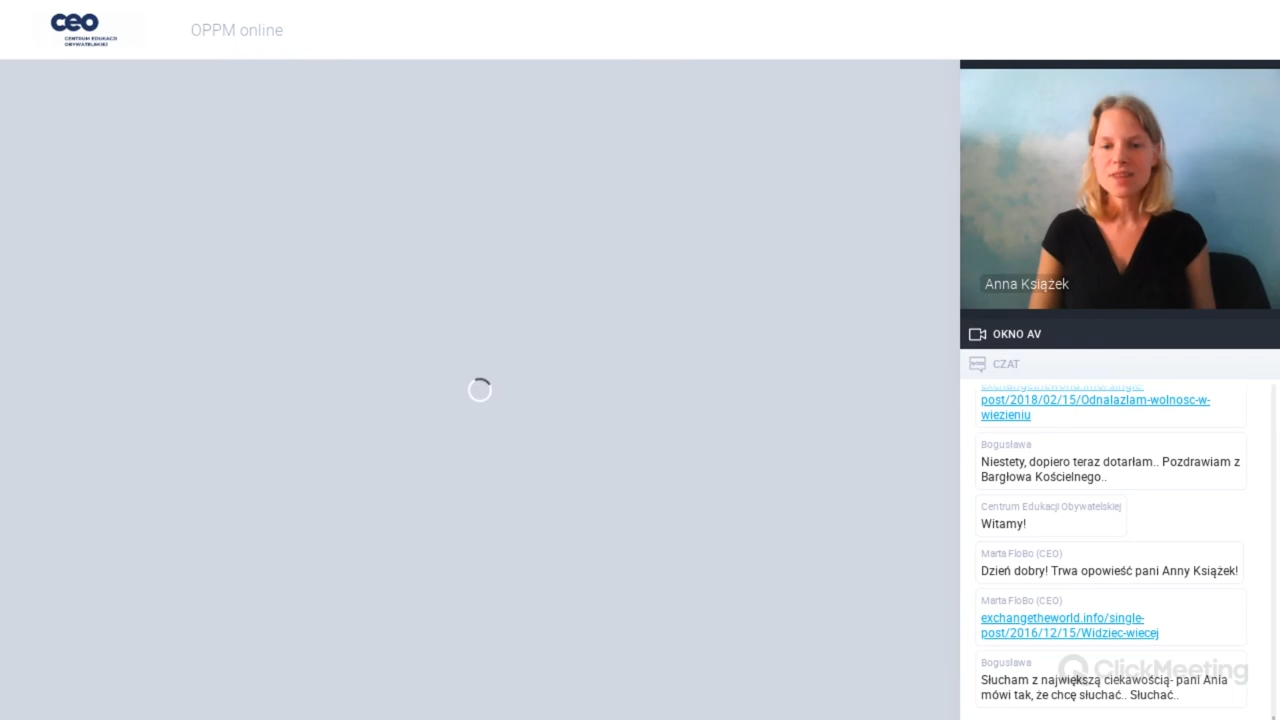 ceo
CENTRUM EDUKACJI
OBYWATELSKIEJ
OPPM online
Anna Książek
OKNO AV
CZAT
exchangetheworld.info/single-
post/2018/02/15/Odnalazlam-wolnosc-w-
wiezieniu
Bogusława
Niestety, dopiero teraz dotarłam.. Pozdrawiam z
Bargłowa Kościelnego..
Centrum Edukacji Obywatelskiej
Witamy!
Marta FloBo (CEO)
Dzień dobry! Trwa opowieść pani Anny Książek!
Marta FloBo (CEO)
exchangetheworld.info/single-
post/2016/12/15/Widziec-wiecej
Bogusława
ClickMeeting
Słucham z największą ciekawością- pani Ania
mówi tak, że chcę słuchać.. Słuchać..